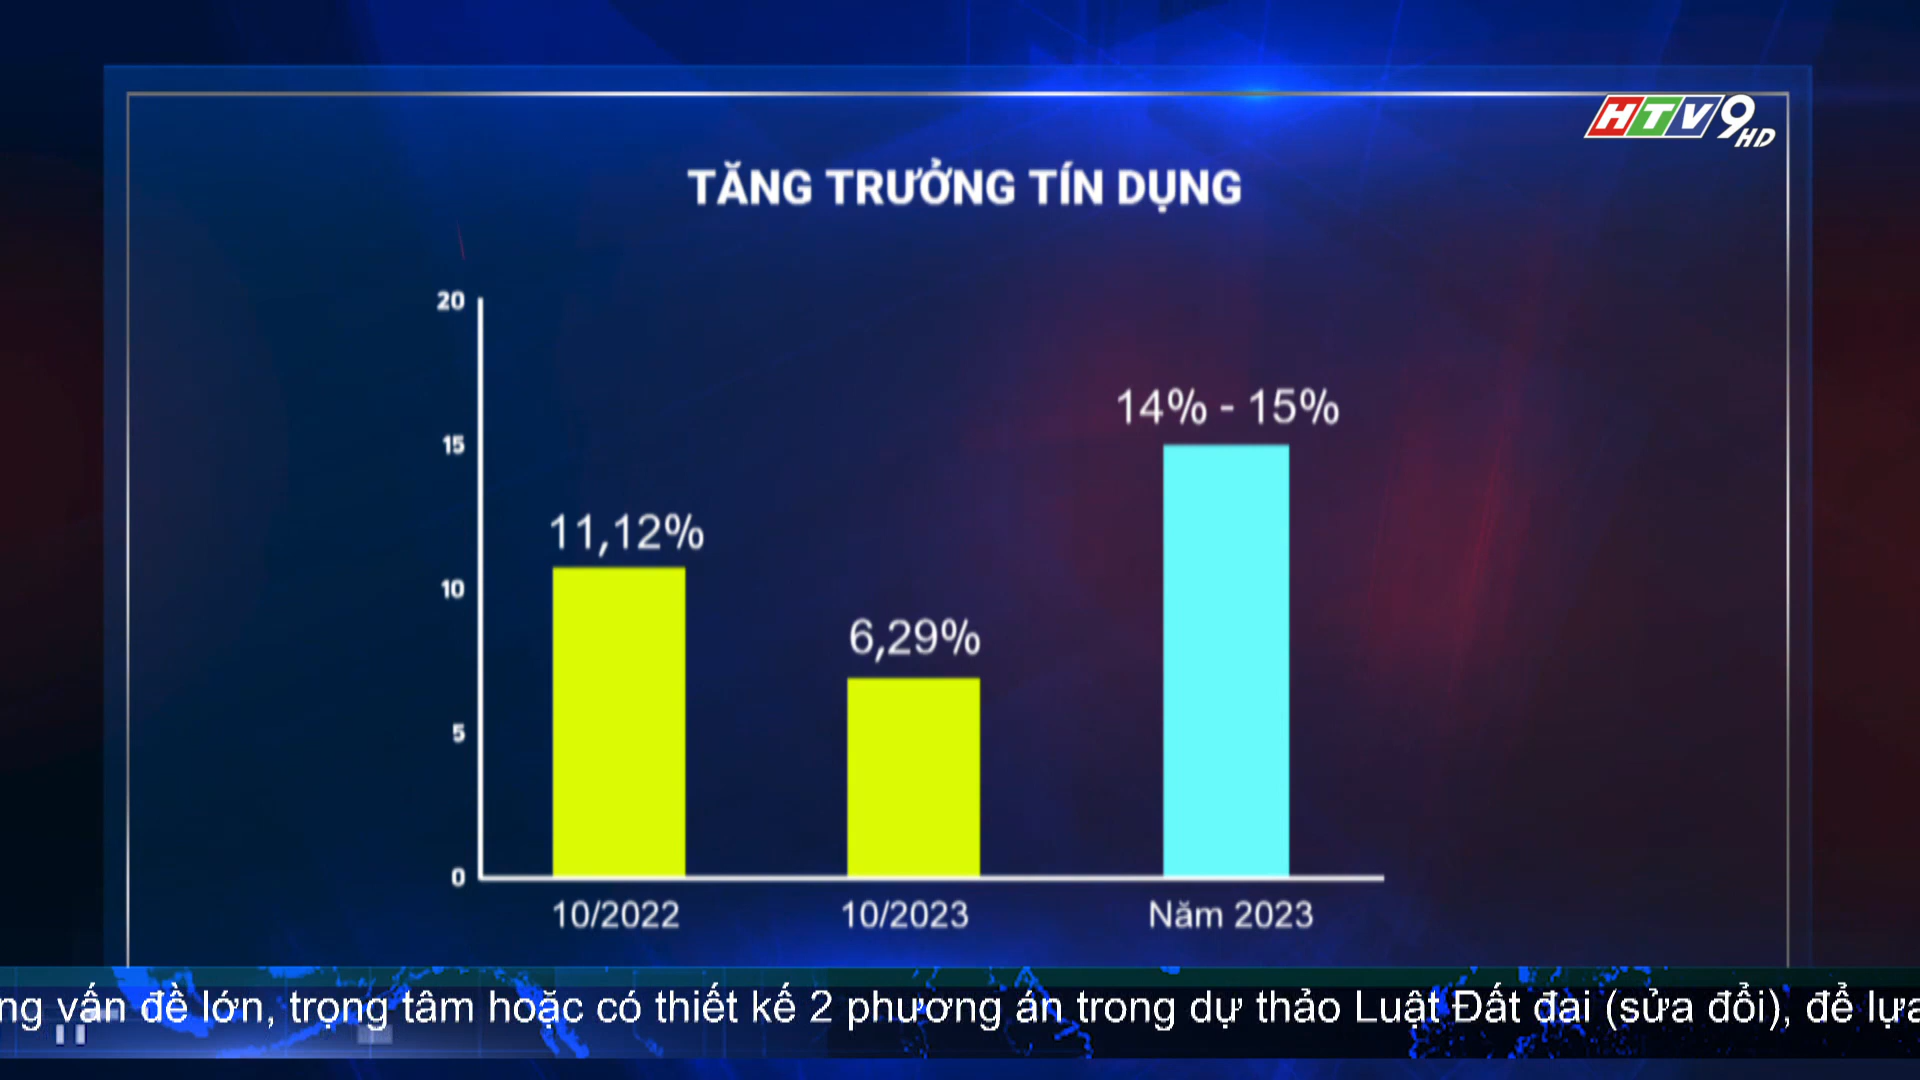 HTV9 HD
TĂNG TRƯỞNG TÍN DỤNG
20
15
10
5
0
11,12%
6,29%
14% - 15%
10/2022
10/2023
Năm 2023
ng vấn đề lớn, trọng tâm hoặc có thiết kế 2 phương án trong dự thảo Luật Đất đai (sửa đổi), để lựa